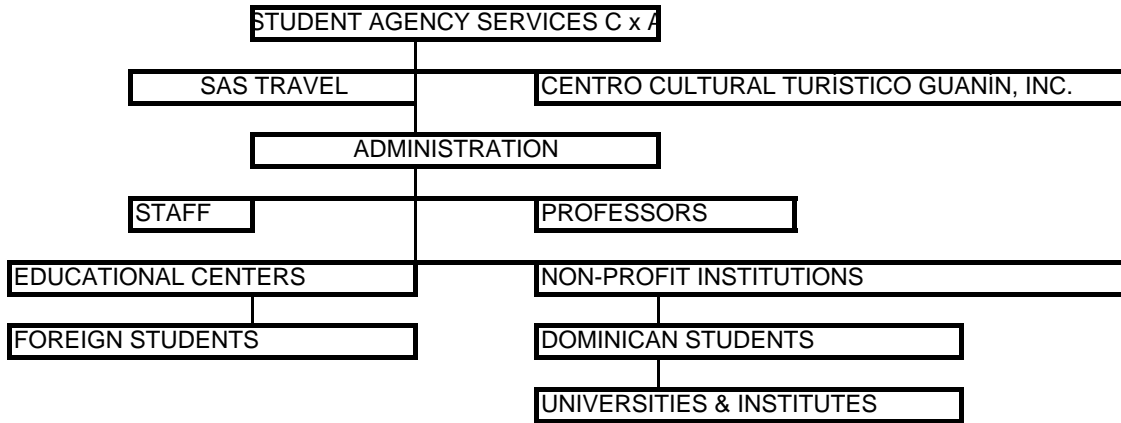 STUDENT AGENCY SERVICES C x A
SAS TRAVEL
CENTRO CULTURAL TURÍSTICO GUANÍN, INC.
ADMINISTRATION
STAFF
PROFESSORS
EDUCATIONAL CENTERS
NON-PROFIT INSTITUTIONS
FOREIGN STUDENTS
DOMINICAN STUDENTS
UNIVERSITIES & INSTITUTES